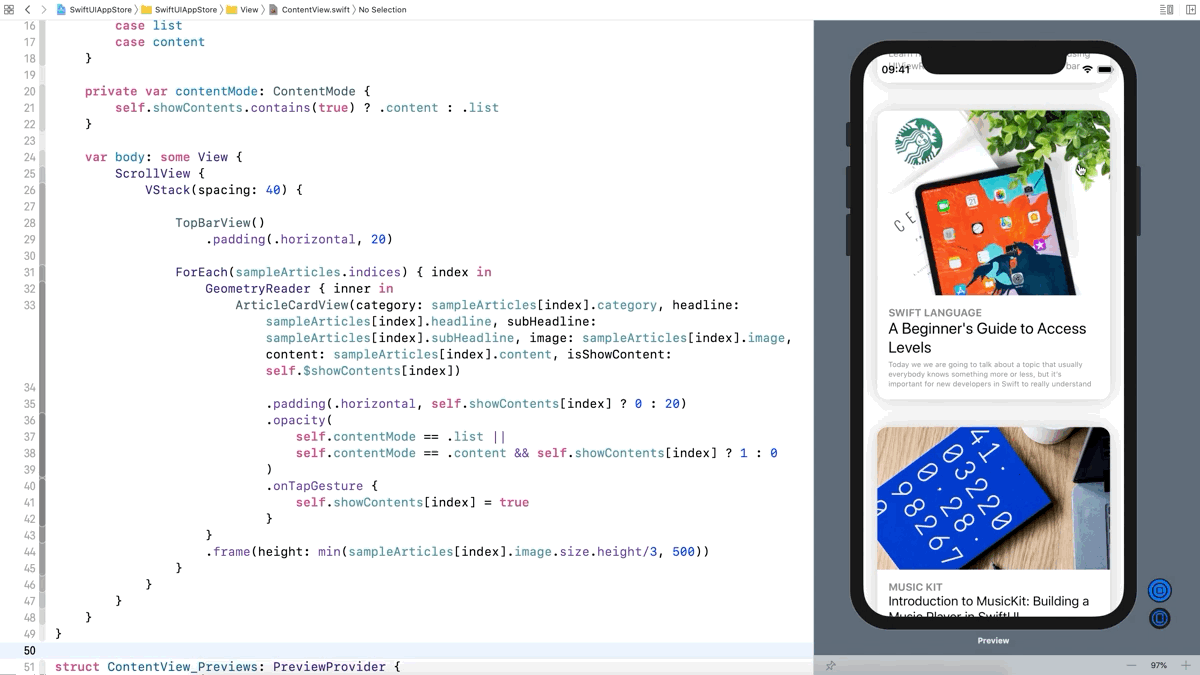 SwiftUIAppStore SwiftUIAppStore View ContentView.swift No Selection
16 case list
17 case content
18 }
19
20 private var contentMode: ContentMode {
21 self.showContents.contains(true) ? .content : .list
22 }
23
24 var body: some View {
25 ScrollView {
26 VStack(spacing: 40) {
27
28 TopBarView()
29 .padding(.horizontal, 20)
30
31 ForEach(sampleArticles.indices) { index in
32 GeometryReader { inner in
33 ArticleCardView(category: sampleArticles[index].category, headline:
sampleArticles[index].headline, subHeadline:
sampleArticles[index].subHeadline, image: sampleArticles[index].image,
content: sampleArticles[index].content, isShowContent:
self.$showContents[index])
34
35 .padding(.horizontal, self.showContents[index] ? 0 : 20)
36 .opacity(
37 self.contentMode == .list ||
38 self.contentMode == .content && self.showContents[index] ? 1 : 0
39 )
40 .onTapGesture {
41 self.showContents[index] = true
42 }
43 }
44 .frame(height: min(sampleArticles[index].image.size.height/3, 500))
45 }
46 }
47 }
48 }
49 }
50
51 struct ContentView_Previews: PreviewProvider {
09:41
bar
SWIFT LANGUAGE
A Beginner's Guide to Access
Levels
Today we we are going to talk about a topic that usually
everybody knows something more or less, but it's
important for new developers in Swift to really understand
MUSIC KIT
Introduction to MusicKit: Building a
Music Player in SwiftUI
Preview
97%